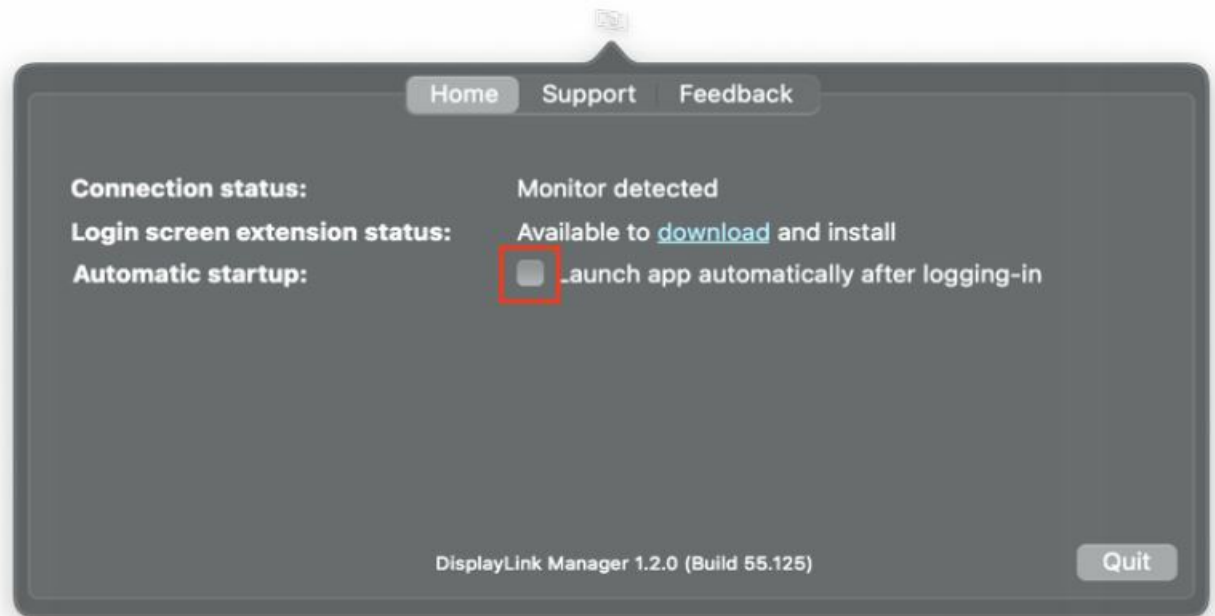 Home Support Feedback
Connection status: Monitor detected
Login screen extension status: Available to download and install
Automatic startup: Launch app automatically after logging-in
DisplayLink Manager 1.2.0 (Build 55.125)
Quit